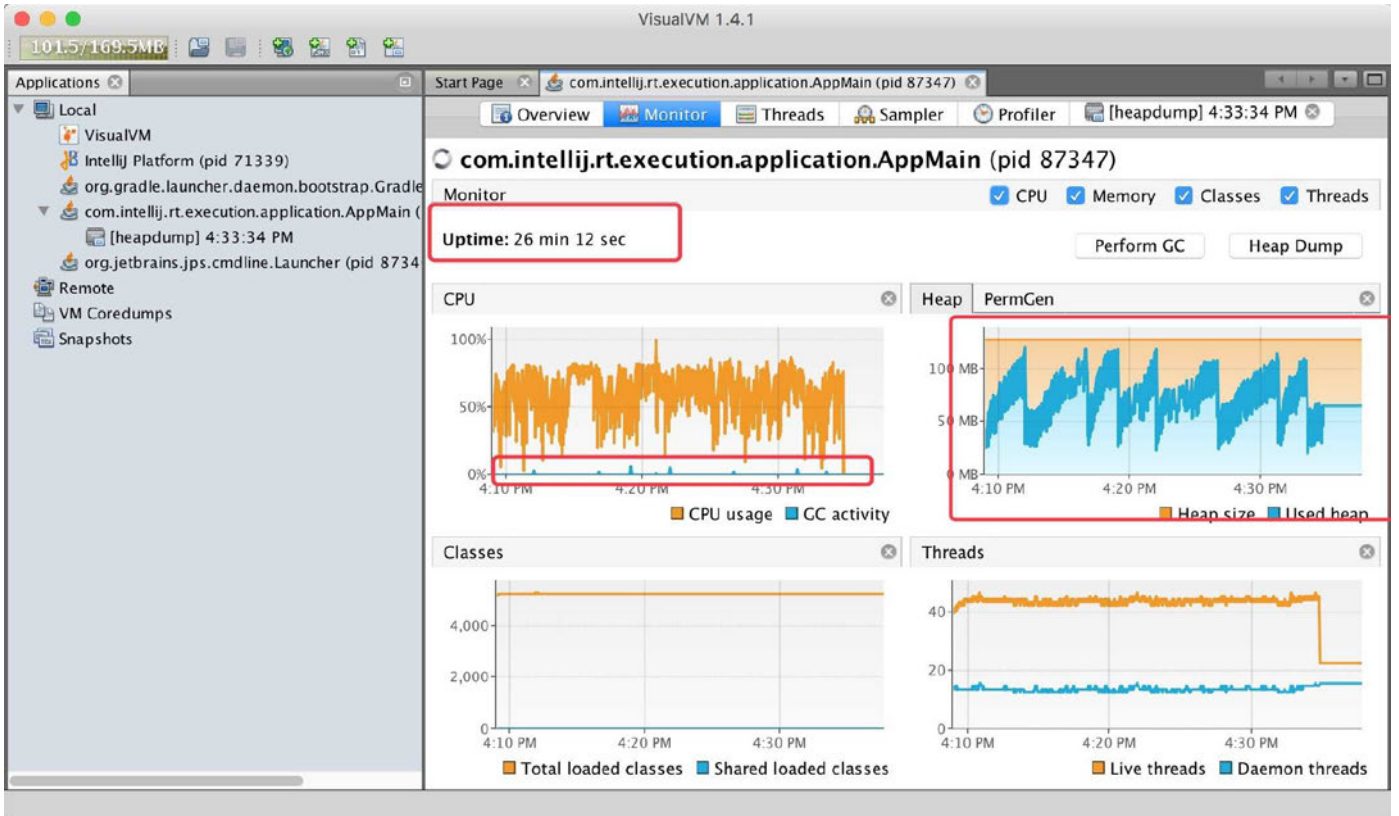 VisualVM 1.4.1
101.5/169.5MB
Applications
Start Page
com.intellij.rt.execution.application.AppMain (pid 87347)
Local
VisualVM
IntelliJ Platform (pid 71339)
org.gradle.launcher.daemon.bootstrap.Gradle
com.intellij.rt.execution.application.AppMain (
[heapdump] 4:33:34 PM
org.jetbrains.jps.cmdline.Launcher (pid 8734
Remote
VM Coredumps
Snapshots
Overview
Monitor
Threads
Sampler
Profiler
[heapdump] 4:33:34 PM
com.intellij.rt.execution.application.AppMain (pid 87347)
Monitor
CPU
Memory
Classes
Threads
Uptime: 26 min 12 sec
Perform GC
Heap Dump
CPU
100%
50%
0%
4:10 PM 4:20 PM 4:30 PM
CPU usage GC activity
Heap PermGen
100 MB
50 MB
0 MB
4:10 PM 4:20 PM 4:30 PM
Heap size Used heap
Classes
4,000
2,000
0
4:10 PM 4:20 PM 4:30 PM
Total loaded classes Shared loaded classes
Threads
40
20
0
4:10 PM 4:20 PM 4:30 PM
Live threads Daemon threads